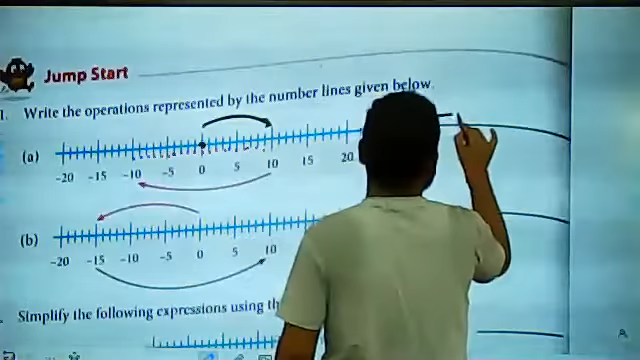 Jump Start
1. Write the operations represented by the number lines given below.
(a)
-20 -15 -10 -5 0 5 10 15 20
(b)
-20 -15 -10 -5 0 5 10
Simplify the following expressions using th